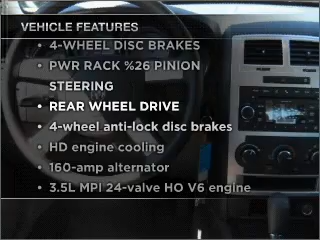 VEHICLE FEATURES
• 4-WHEEL DISC BRAKES
• PWR RACK %26 PINION
STEERING
• REAR WHEEL DRIVE
• 4-wheel anti-lock disc brakes
• HD engine cooling
• 160-amp alternator
• 3.5L MPI 24-valve HO V6 engine